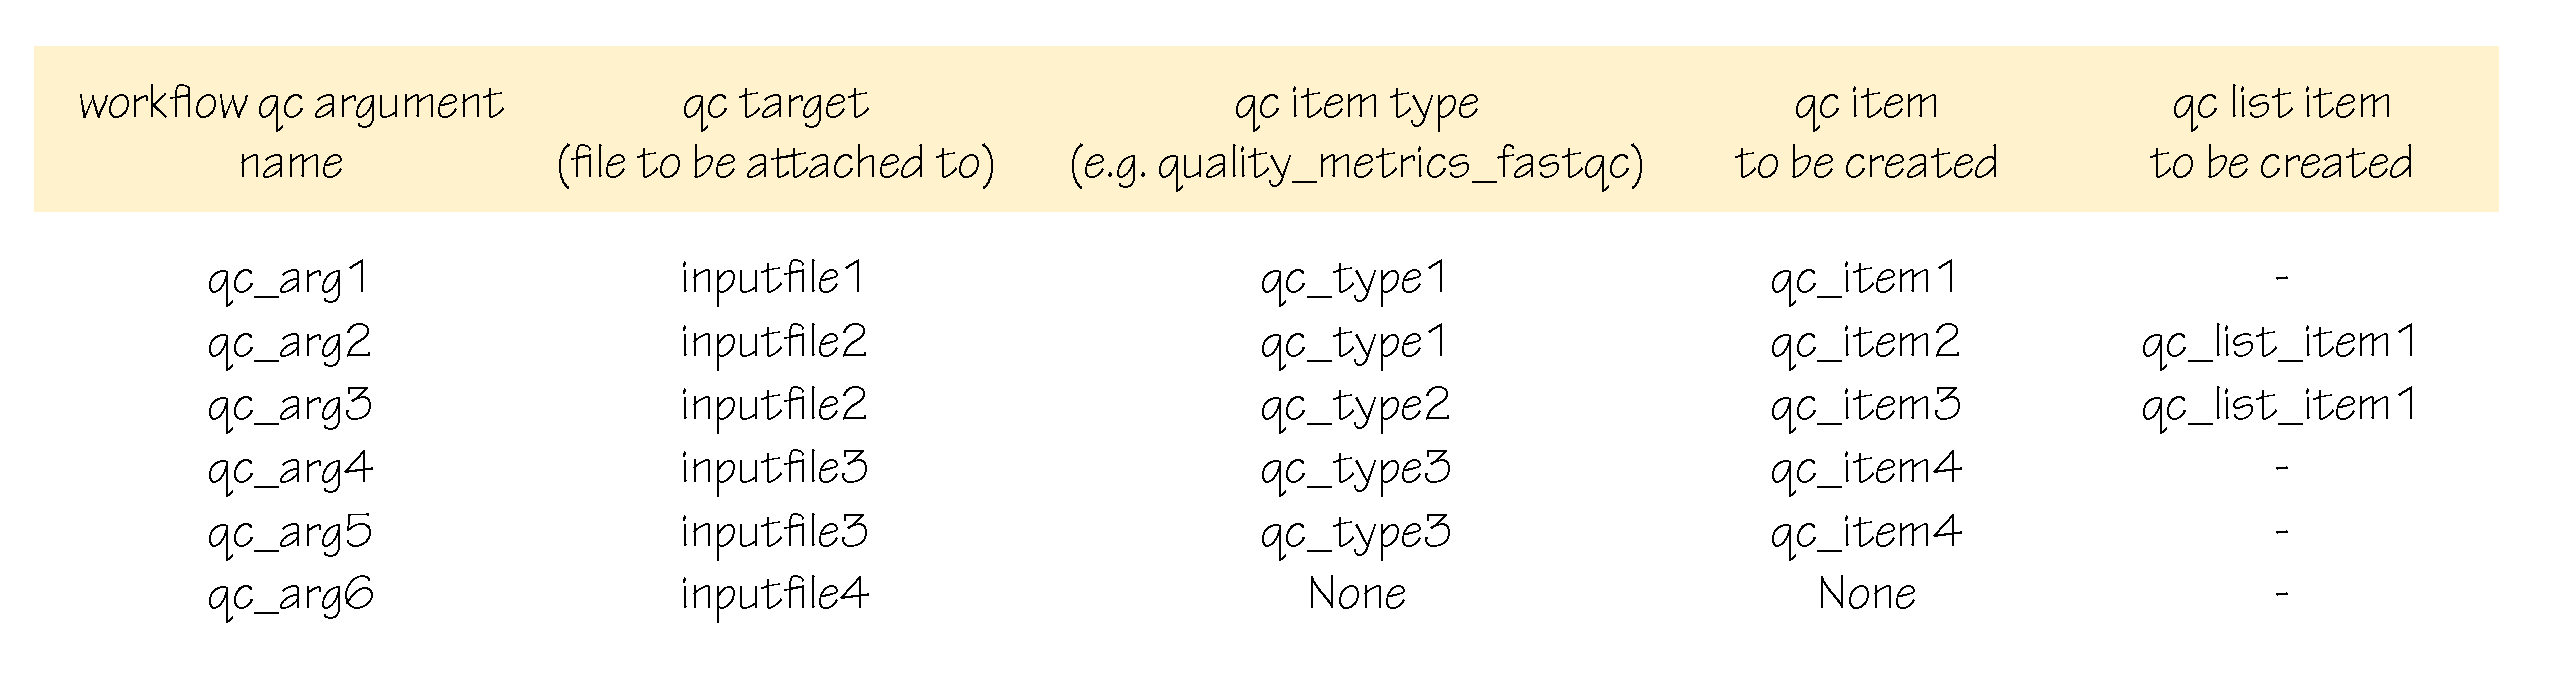 workflow qc argument name
qc target (file to be attached to)
qc item type (e.g. quality_metrics_fastqc)
qc item to be created
qc list item to be created
qc_arg1 inputfile1 qc_type1 qc_item1 -
qc_arg2 inputfile2 qc_type1 qc_item2 qc_list_item1
qc_arg3 inputfile2 qc_type2 qc_item3 qc_list_item1
qc_arg4 inputfile3 qc_type3 qc_item4 -
qc_arg5 inputfile3 qc_type3 qc_item4 -
qc_arg6 inputfile4 None None -